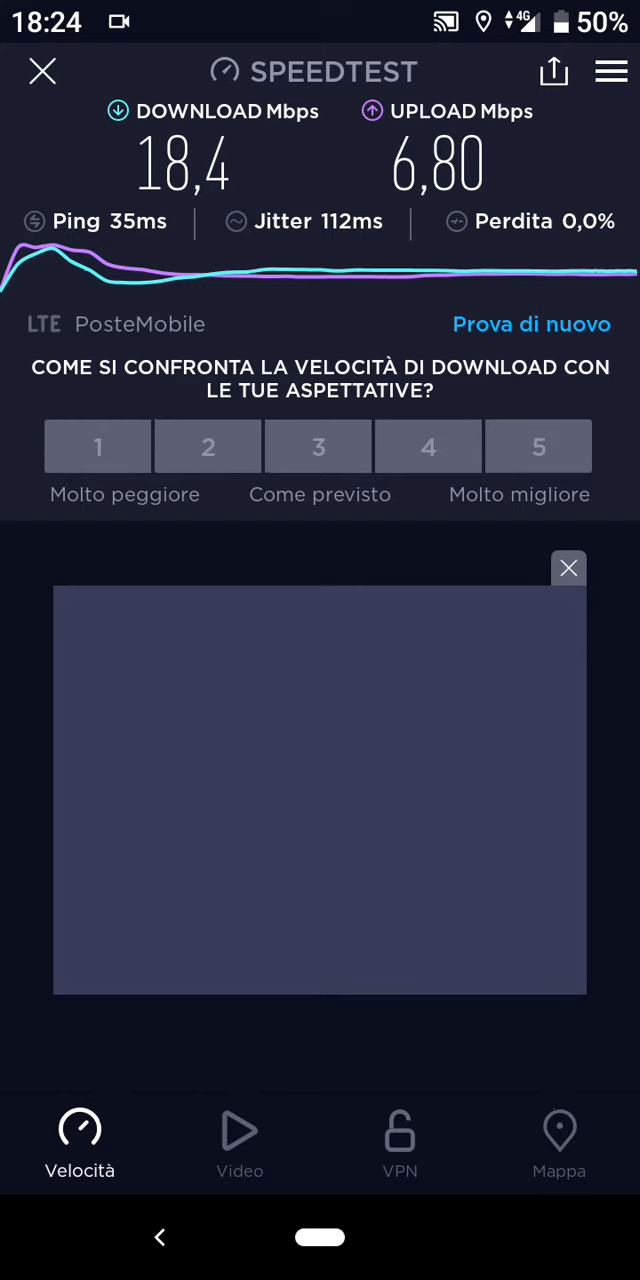 18:24 4G 50%
SPEEDTEST
DOWNLOAD Mbps UPLOAD Mbps
18,4 6,80
Ping 35ms Jitter 112ms Perdita 0,0%
LTE PosteMobile Prova di nuovo
COME SI CONFRONTA LA VELOCITÀ DI DOWNLOAD CON
LE TUE ASPETTATIVE?
1 2 3 4 5
Molto peggiore Come previsto Molto migliore
Velocità Video VPN Mappa